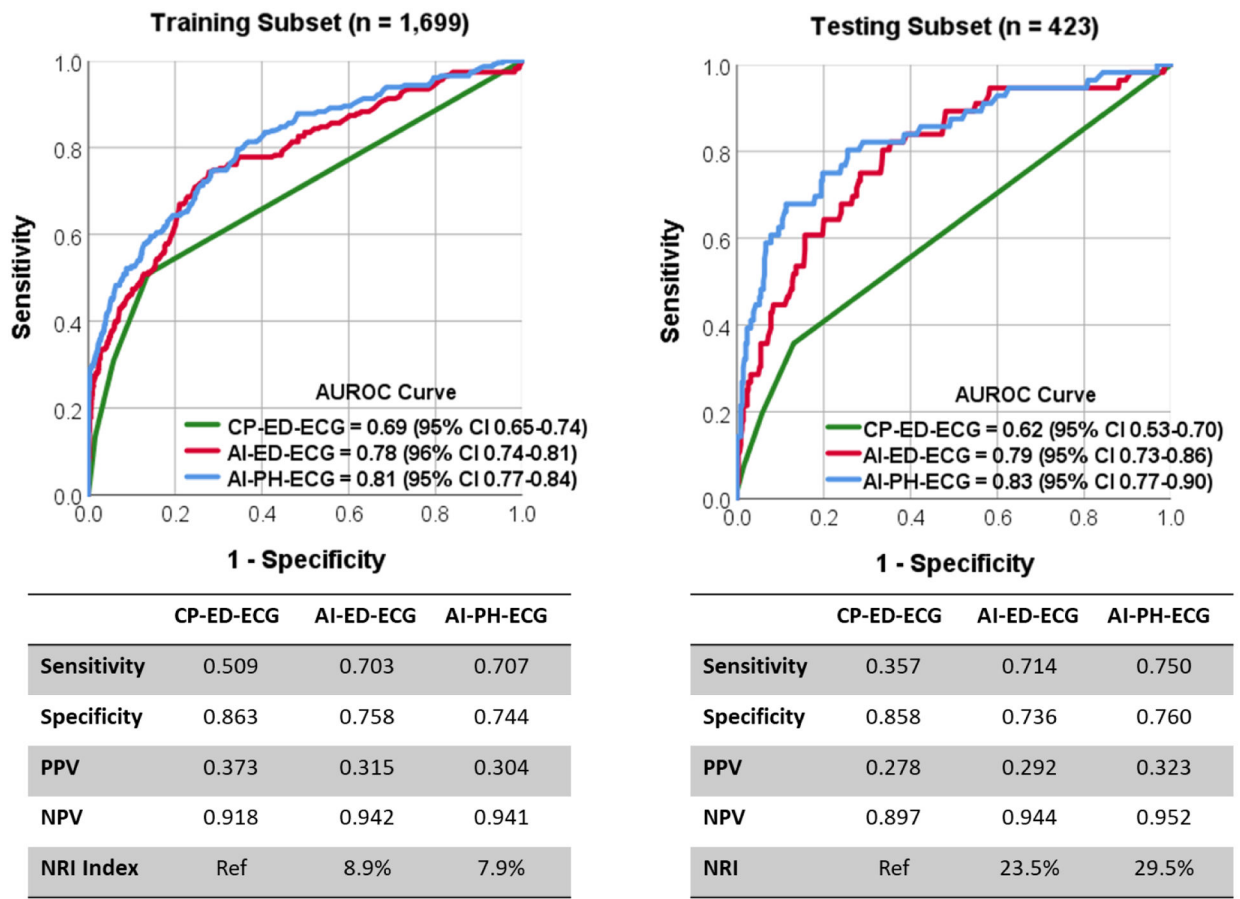 Training Subset (n = 1,699)
1.0
0.8
0.6
0.4
0.2
0.0
Sensitivity
AUROC Curve
CP-ED-ECG = 0.69 (95% CI 0.65-0.74)
AI-ED-ECG = 0.78 (96% CI 0.74-0.81)
AI-PH-ECG = 0.81 (95% CI 0.77-0.84)
0.0 0.2 0.4 0.6 0.8 1.0
1 - Specificity
CP-ED-ECG AI-ED-ECG AI-PH-ECG
Sensitivity 0.509 0.703 0.707
Specificity 0.863 0.758 0.744
PPV 0.373 0.315 0.304
NPV 0.918 0.942 0.941
NRI Index Ref 8.9% 7.9%
Testing Subset (n = 423)
1.0
0.8
0.6
0.4
0.2
0.0
Sensitivity
AUROC Curve
CP-ED-ECG = 0.62 (95% CI 0.53-0.70)
AI-ED-ECG = 0.79 (95% CI 0.73-0.86)
AI-PH-ECG = 0.83 (95% CI 0.77-0.90)
0.0 0.2 0.4 0.6 0.8 1.0
1 - Specificity
CP-ED-ECG AI-ED-ECG AI-PH-ECG
Sensitivity 0.357 0.714 0.750
Specificity 0.858 0.736 0.760
PPV 0.278 0.292 0.323
NPV 0.897 0.944 0.952
NRI Ref 23.5% 29.5%